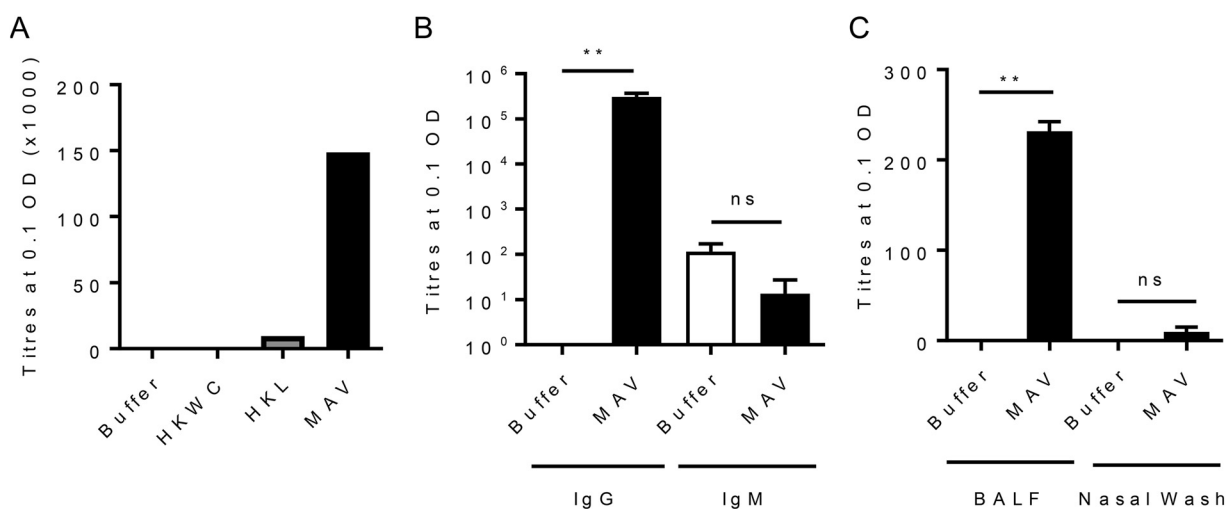 A
Titres at 0.1 OD (x1000)
200
150
100
50
0
Buffer
HKWC
HKL
MAV
B
Titres at 0.1 OD
10⁶
10⁵
10⁴
10³
10²
10¹
10⁰
**
ns
Buffer
MAV
Buffer
MAV
IgG
IgM
C
Titres at 0.1 OD
300
200
100
0
**
ns
Buffer
MAV
Buffer
MAV
BALF
Nasal Wash